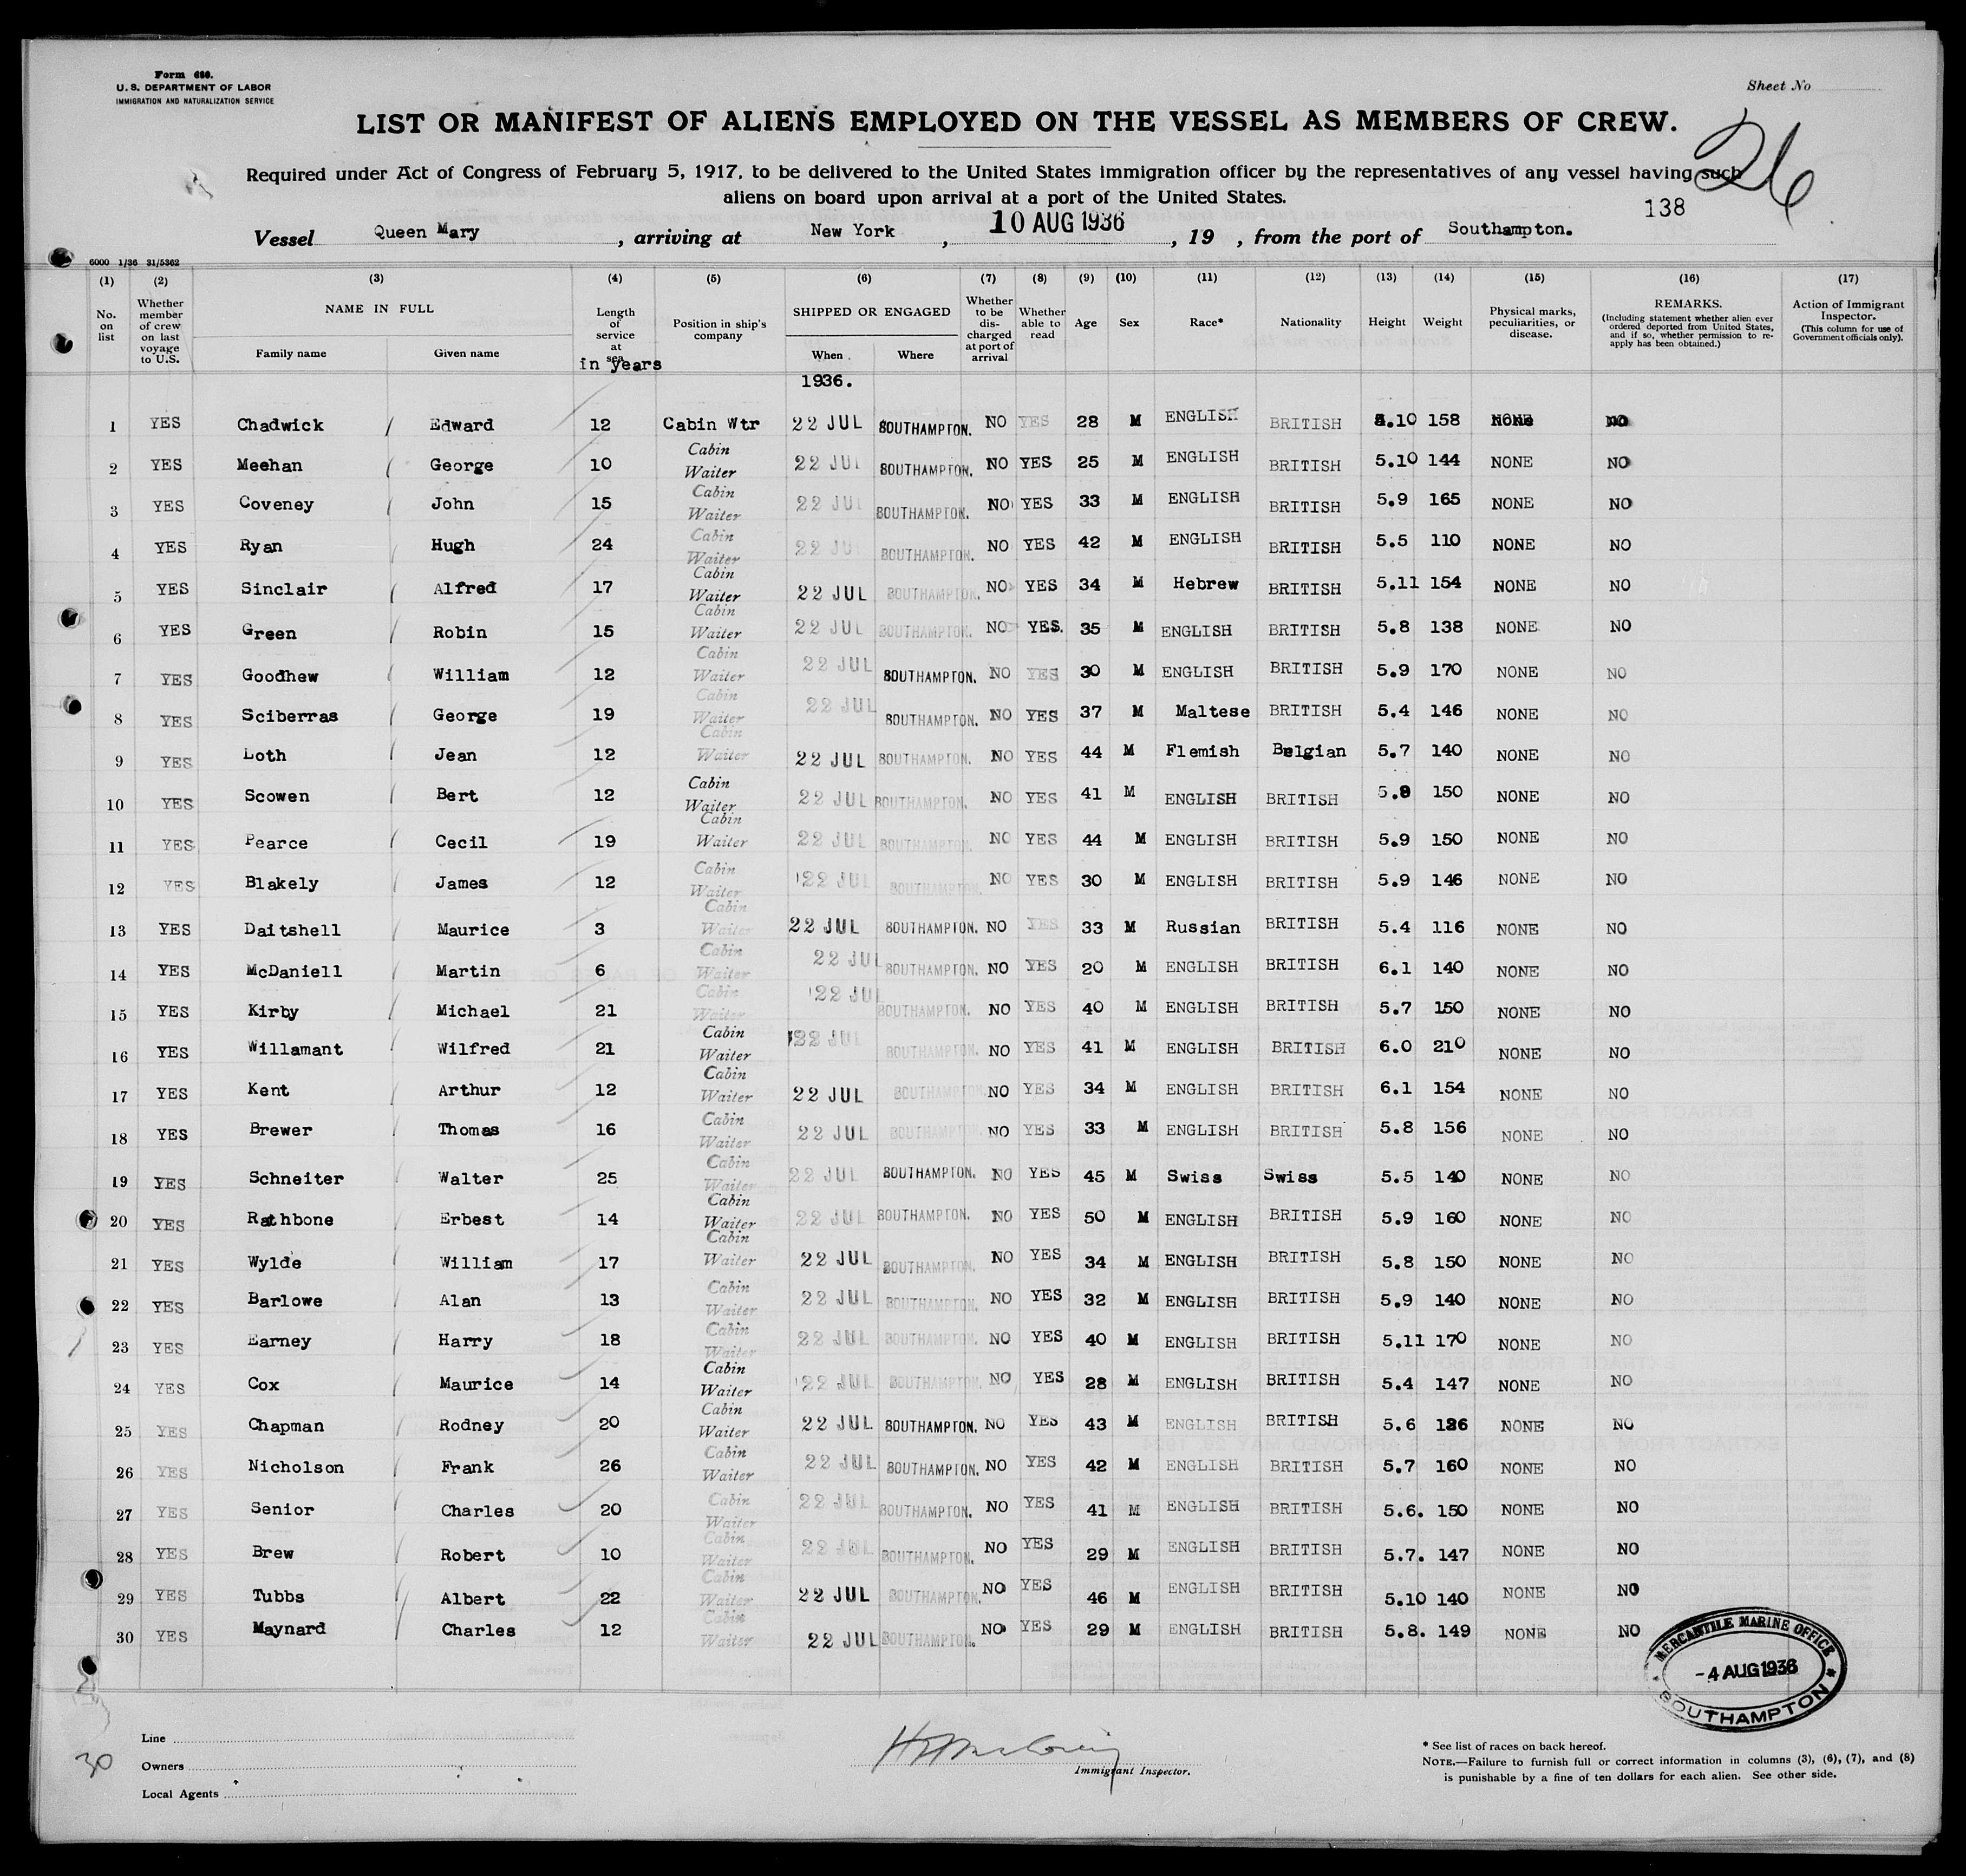 Form 680.
U. S. DEPARTMENT OF LABOR
IMMIGRATION AND NATURALIZATION SERVICE
Sheet No
LIST OR MANIFEST OF ALIENS EMPLOYED ON THE VESSEL AS MEMBERS OF CREW.
26
Required under Act of Congress of February 5, 1917, to be delivered to the United States immigration officer by the representatives of any vessel having such
aliens on board upon arrival at a port of the United States.
138
Vessel Queen Mary, arriving at New York, 10 AUG 1936, 19 , from the port of Southampton.
6000 1/36 31/5362
(1) (2) (3) (4) (5) (6) (7) (8) (9) (10) (11) (12) (13) (14) (15) (16) (17)
No. on list
Whether member of crew on last voyage to U.S.
NAME IN FULL
Family name
Given name
Length of service at sea
in years
Position in ship's company
SHIPPED OR ENGAGED
When
Where
Whether to be discharged at port of arrival
Whether able to read
Age
Sex
Race*
Nationality
Height
Weight
Physical marks, peculiarities, or disease.
REMARKS.
(Including statement whether alien ever ordered deported from United States, and if so, whether permission to re-apply has been obtained.)
Action of Immigrant Inspector.
(This column for use of Government officials only).
1936.
1 YES Chadwick / Edward 12 Cabin Wtr 22 JUL SOUTHAMPTON. NO YES 28 M ENGLISH BRITISH 5.10 158 NONE NO
2 YES Meehan / George 10 Cabin Waiter 22 JUL SOUTHAMPTON. NO YES 25 M ENGLISH BRITISH 5.10 144 NONE NO
3 YES Coveney / John 15 Cabin Waiter 22 JUL SOUTHAMPTON. NO YES 33 M ENGLISH BRITISH 5.9 165 NONE NO
4 YES Ryan / Hugh 24 Cabin Waiter 22 JUL SOUTHAMPTON. NO YES 42 M ENGLISH BRITISH 5.5 110 NONE NO
5 YES Sinclair / Alfred 17 Cabin Waiter 22 JUL SOUTHAMPTON. NO YES 34 M Hebrew BRITISH 5.11 154 NONE NO
6 YES Green / Robin 15 Cabin Waiter 22 JUL SOUTHAMPTON. NO YES. 35 M ENGLISH BRITISH 5.8 138 NONE NO
7 YES Goodhew / William 12 Cabin Waiter 22 JUL SOUTHAMPTON. NO YES 30 M ENGLISH BRITISH 5.9 170 NONE NO
8 YES Sciberras / George 19 Cabin Waiter 22 JUL SOUTHAMPTON. NO YES 37 M Maltese BRITISH 5.4 146 NONE NO
9 YES Loth / Jean 12 Cabin Waiter 22 JUL SOUTHAMPTON. NO YES 44 M Flemish Belgian 5.7 140 NONE NO
10 YES Scowen / Bert 12 Cabin Waiter 22 JUL SOUTHAMPTON. NO YES 41 M ENGLISH BRITISH 5.8 150 NONE NO
11 YES Pearce / Cecil 19 Cabin Waiter 22 JUL SOUTHAMPTON. NO YES 44 M ENGLISH BRITISH 5.9 150 NONE NO
12 YES Blakely / James 12 Cabin Waiter 22 JUL SOUTHAMPTON. NO YES 30 M ENGLISH BRITISH 5.9 146 NONE NO
13 YES Daitshell / Maurice 3 Cabin Waiter 22 JUL SOUTHAMPTON. NO YES 33 M Russian BRITISH 5.4 116 NONE NO
14 YES McDaniell / Martin 6 Cabin Waiter 22 JUL SOUTHAMPTON. NO YES 20 M ENGLISH BRITISH 6.1 140 NONE NO
15 YES Kirby / Michael 21 Cabin Waiter 22 JUL SOUTHAMPTON. NO YES 40 M ENGLISH BRITISH 5.7 150 NONE NO
16 YES Willamant / Wilfred 21 Cabin Waiter 22 JUL SOUTHAMPTON. NO YES 41 M ENGLISH BRITISH 6.0 210 NONE NO
17 YES Kent / Arthur 12 Cabin Waiter 22 JUL SOUTHAMPTON. NO YES 34 M ENGLISH BRITISH 6.1 154 NONE NO
18 YES Brewer / Thomas 16 Cabin Waiter 22 JUL SOUTHAMPTON. NO YES 33 M ENGLISH BRITISH 5.8 156 NONE NO
19 YES Schneiter Walter 25 Cabin Waiter 22 JUL SOUTHAMPTON. NO YES 45 M Swiss Swiss 5.5 140 NONE NO
20 YES Rathbone / Erbest 14 Cabin Waiter 22 JUL SOUTHAMPTON. NO YES 50 M ENGLISH BRITISH 5.9 160 NONE NO
21 YES Wylde / William 17 Cabin Waiter 22 JUL SOUTHAMPTON. NO YES 34 M ENGLISH BRITISH 5.8 150 NONE NO
22 YES Barlowe / Alan 13 Cabin Waiter 22 JUL SOUTHAMPTON. NO YES 32 M ENGLISH BRITISH 5.9 140 NONE NO
23 YES Earney / Harry 18 Cabin Waiter 22 JUL SOUTHAMPTON. NO YES 40 M ENGLISH BRITISH 5.11 170 NONE NO
24 YES Cox / Maurice 14 Cabin Waiter 22 JUL SOUTHAMPTON. NO YES 28 M ENGLISH BRITISH 5.4 147 NONE NO
25 YES Chapman / Rodney 20 Cabin Waiter 22 JUL SOUTHAMPTON. NO YES 43 M ENGLISH BRITISH 5.6 126 NONE NO
26 YES Nicholson / Frank 26 Cabin Waiter 22 JUL SOUTHAMPTON. NO YES 42 M ENGLISH BRITISH 5.7 160 NONE NO
27 YES Senior / Charles 20 Cabin Waiter 22 JUL SOUTHAMPTON. NO YES 41 M ENGLISH BRITISH 5.6. 150 NONE NO
28 YES Brew / Robert 10 Cabin Waiter 22 JUL SOUTHAMPTON. NO YES 29 M ENGLISH BRITISH 5.7. 147 NONE NO
29 YES Tubbs / Albert 22 Cabin Waiter 22 JUL SOUTHAMPTON. NO YES 46 M ENGLISH BRITISH 5.10 140 NONE NO
30 YES Maynard / Charles 12 Cabin Waiter 22 JUL SOUTHAMPTON. NO YES 29 M ENGLISH BRITISH 5.8. 149 NONE NO
MERCANTILE MARINE OFFICE
- 4 AUG 1936
SOUTHAMPTON
30
Line
Owners
Local Agents
Immigrant Inspector.
* See list of races on back hereof.
NOTE.—Failure to furnish full or correct information in columns (3), (6), (7), and (8)
is punishable by a fine of ten dollars for each alien. See other side.